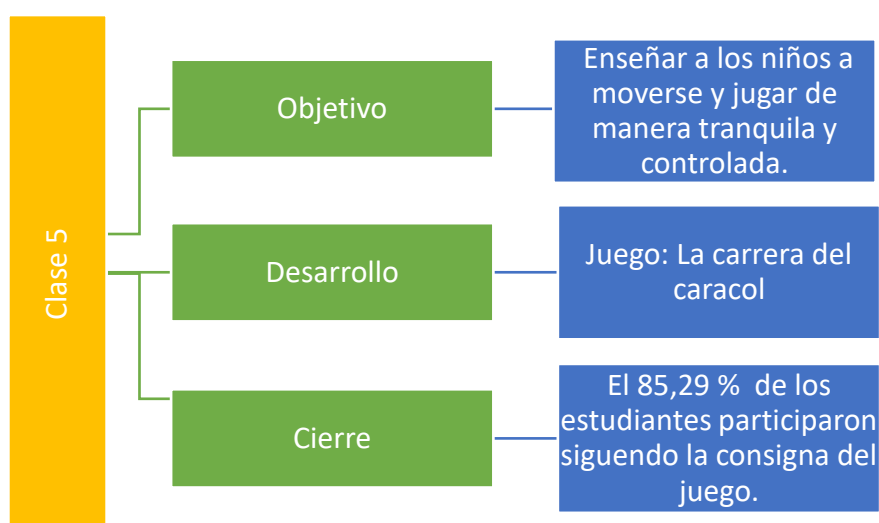 Clase 5
Objetivo
Enseñar a los niños a
moverse y jugar de
manera tranquila y
controlada.
Desarrollo
Juego: La carrera del
caracol
Cierre
El 85,29 % de los
estudiantes participaron
siguendo la consigna del
juego.